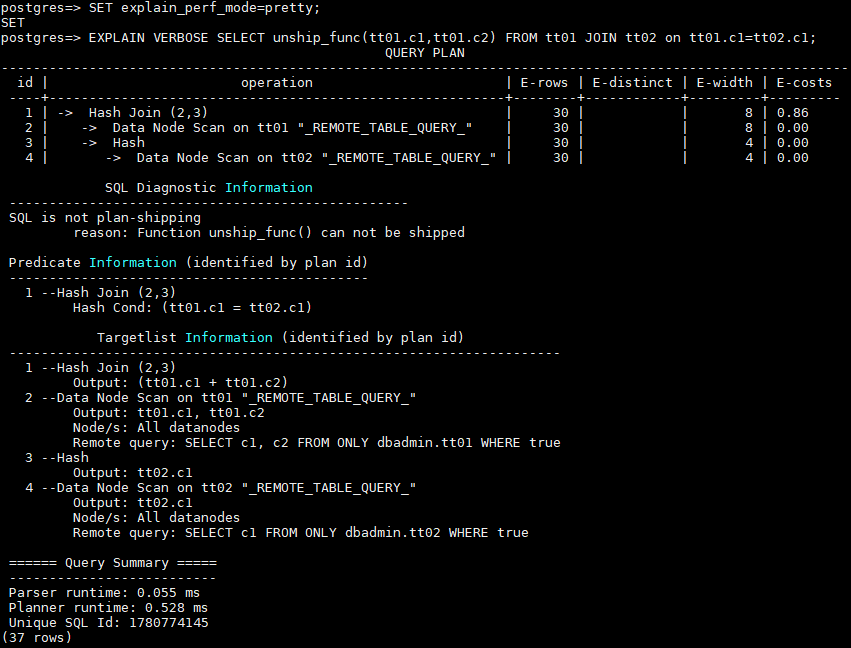 postgres=> SET explain_perf_mode=pretty;
SET
postgres=> EXPLAIN VERBOSE SELECT unship_func(tt01.c1,tt01.c2) FROM tt01 JOIN tt02 on tt01.c1=tt02.c1;
                                                QUERY PLAN
----------------------------------------------------------------------------------------------------------
  id |                        operation                        | E-rows | E-distinct | E-width | E-costs
 ----+---------------------------------------------------------+--------+------------+---------+---------
   1 | ->  Hash Join (2,3)                                     |     30 |            |       8 | 0.86
   2 |    ->  Data Node Scan on tt01 "_REMOTE_TABLE_QUERY_"    |     30 |            |       8 | 0.00
   3 |    ->  Hash                                             |     30 |            |       4 | 0.00
   4 |       ->  Data Node Scan on tt02 "_REMOTE_TABLE_QUERY_" |     30 |            |       4 | 0.00

             SQL Diagnostic Information
 --------------------------------------------------
 SQL is not plan-shipping
         reason: Function unship_func() can not be shipped

 Predicate Information (identified by plan id)
 ---------------------------------------------
   1 --Hash Join (2,3)
         Hash Cond: (tt01.c1 = tt02.c1)

            Targetlist Information (identified by plan id)
 ---------------------------------------------------------------------
   1 --Hash Join (2,3)
         Output: (tt01.c1 + tt01.c2)
   2 --Data Node Scan on tt01 "_REMOTE_TABLE_QUERY_"
         Output: tt01.c1, tt01.c2
         Node/s: All datanodes
         Remote query: SELECT c1, c2 FROM ONLY dbadmin.tt01 WHERE true
   3 --Hash
         Output: tt02.c1
   4 --Data Node Scan on tt02 "_REMOTE_TABLE_QUERY_"
         Output: tt02.c1
         Node/s: All datanodes
         Remote query: SELECT c1 FROM ONLY dbadmin.tt02 WHERE true

 ====== Query Summary =====
 --------------------------
 Parser runtime: 0.055 ms
 Planner runtime: 0.528 ms
 Unique SQL Id: 1780774145
(37 rows)